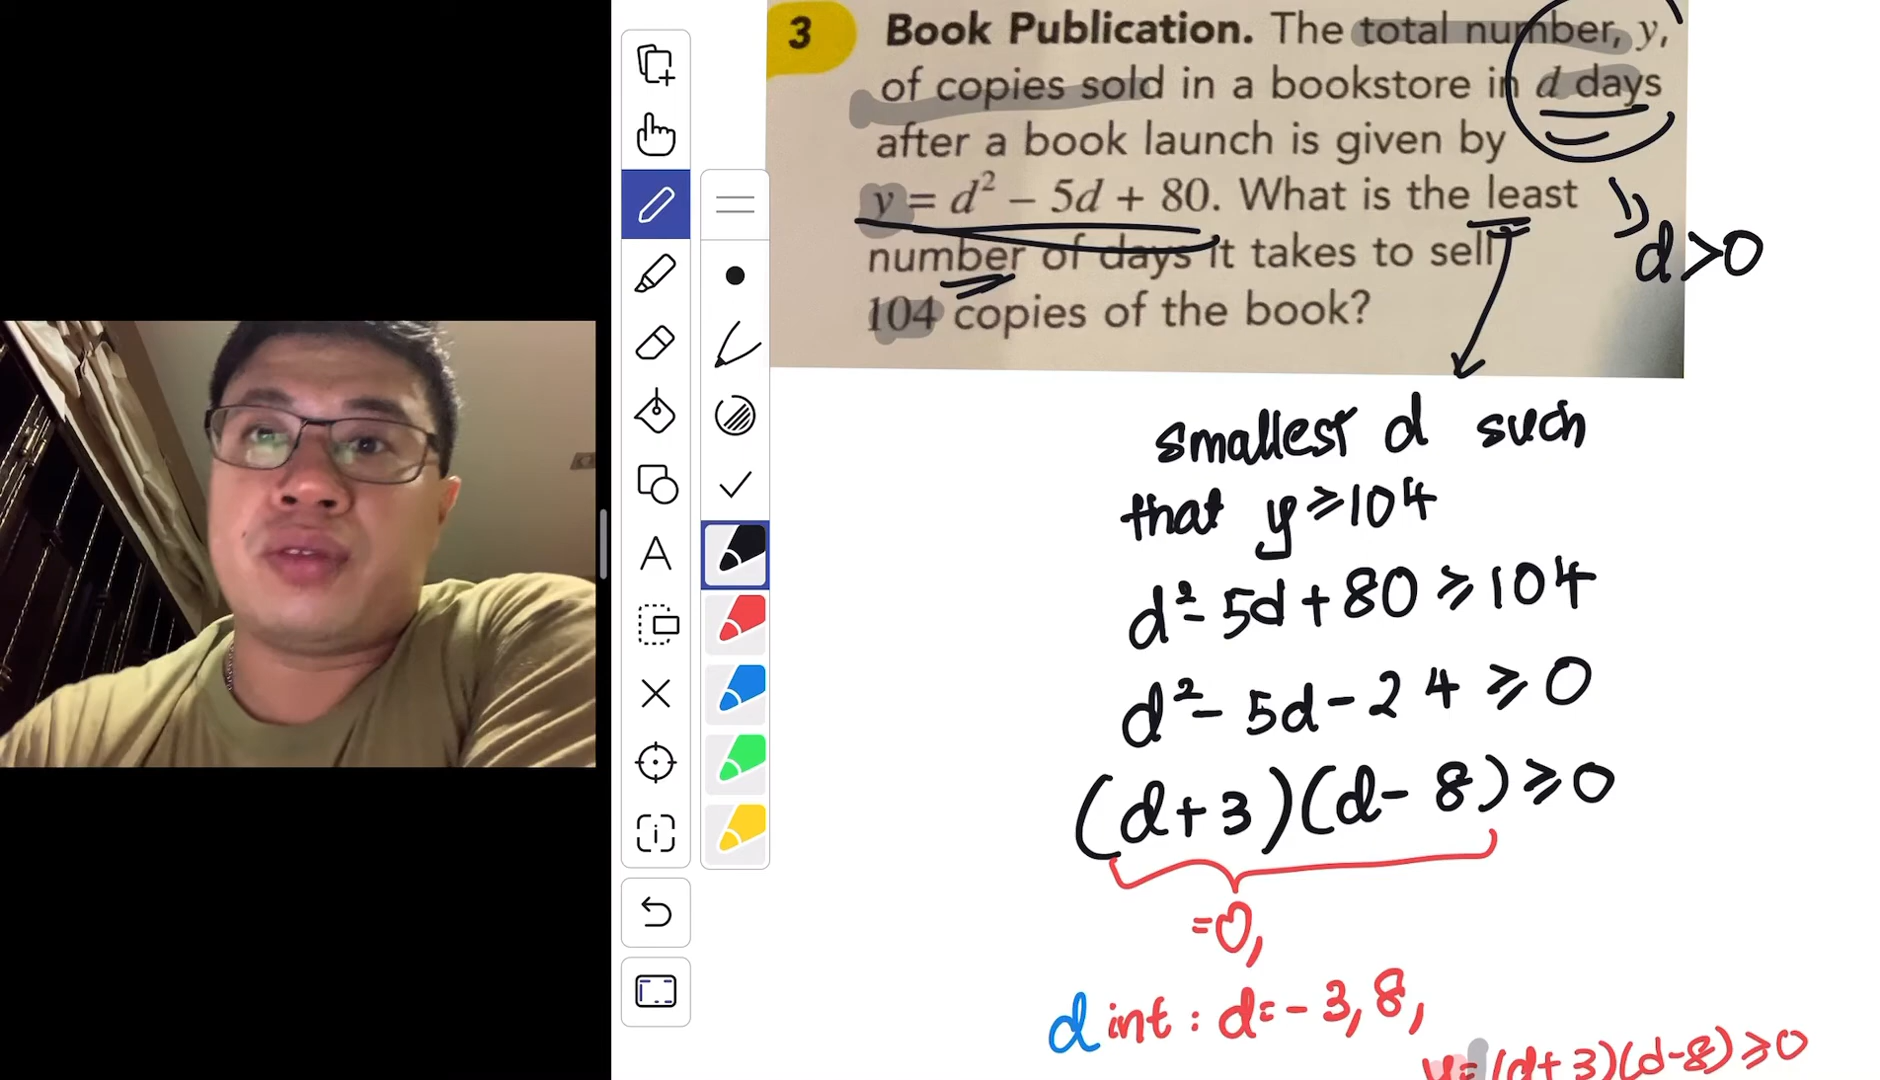 3 Book Publication. The total number, y,
of copies sold in a bookstore in d days
after a book launch is given by
y = d² − 5d + 80. What is the least
number of days it takes to sell
104 copies of the book?
d>0
smallest d such
that y≥104
d²- 5d + 80 ≥ 104
d²- 5d - 24 ≥ 0
(d+3)(d-8)≥0
=0,
d int : d=-3,8,
(d+3)(d-8)≥0
A